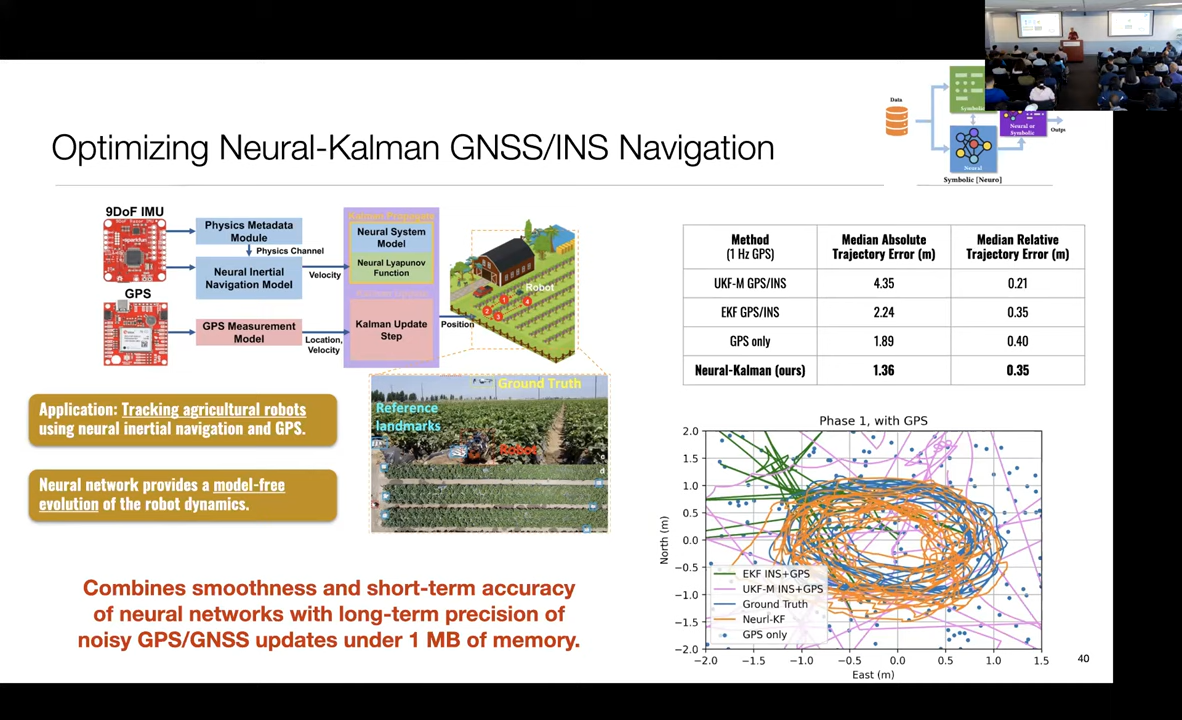 Optimizing Neural-Kalman GNSS/INS Navigation
Data
Neural or
Symbolic
Neural
Symbolic [Neuro]
9DoF IMU
Physics Metadata
Module
Physics Channel
Neural Inertial
Navigation Model
Velocity
GPS
GPS Measurement
Model
Location,
Velocity
Neural System
Model
Neural Lyapunov
Function
Kalman Update
Step
Position
Robot
1
2
3
4
Ground Truth
Reference
landmarks
Robot
Application: Tracking agricultural robots
using neural inertial navigation and GPS.
Neural network provides a model-free
evolution of the robot dynamics.
Combines smoothness and short-term accuracy
of neural networks with long-term precision of
noisy GPS/GNSS updates under 1 MB of memory.
Method Median Absolute Median Relative
(1 Hz GPS) Trajectory Error (m) Trajectory Error (m)
UKF-M GPS/INS 4.35 0.21
EKF GPS/INS 2.24 0.35
GPS only 1.89 0.40
Neural-Kalman (ours) 1.36 0.35
Phase 1, with GPS
2.0
1.5
1.0
0.5
0.0
−0.5
−1.0
−1.5
−2.0
North (m)
EKF INS+GPS
UKF-M INS+GPS
Ground Truth
Neurl-KF
GPS only
−2.0 −1.5 −1.0 −0.5 0.0 0.5 1.0 1.5
East (m)
40